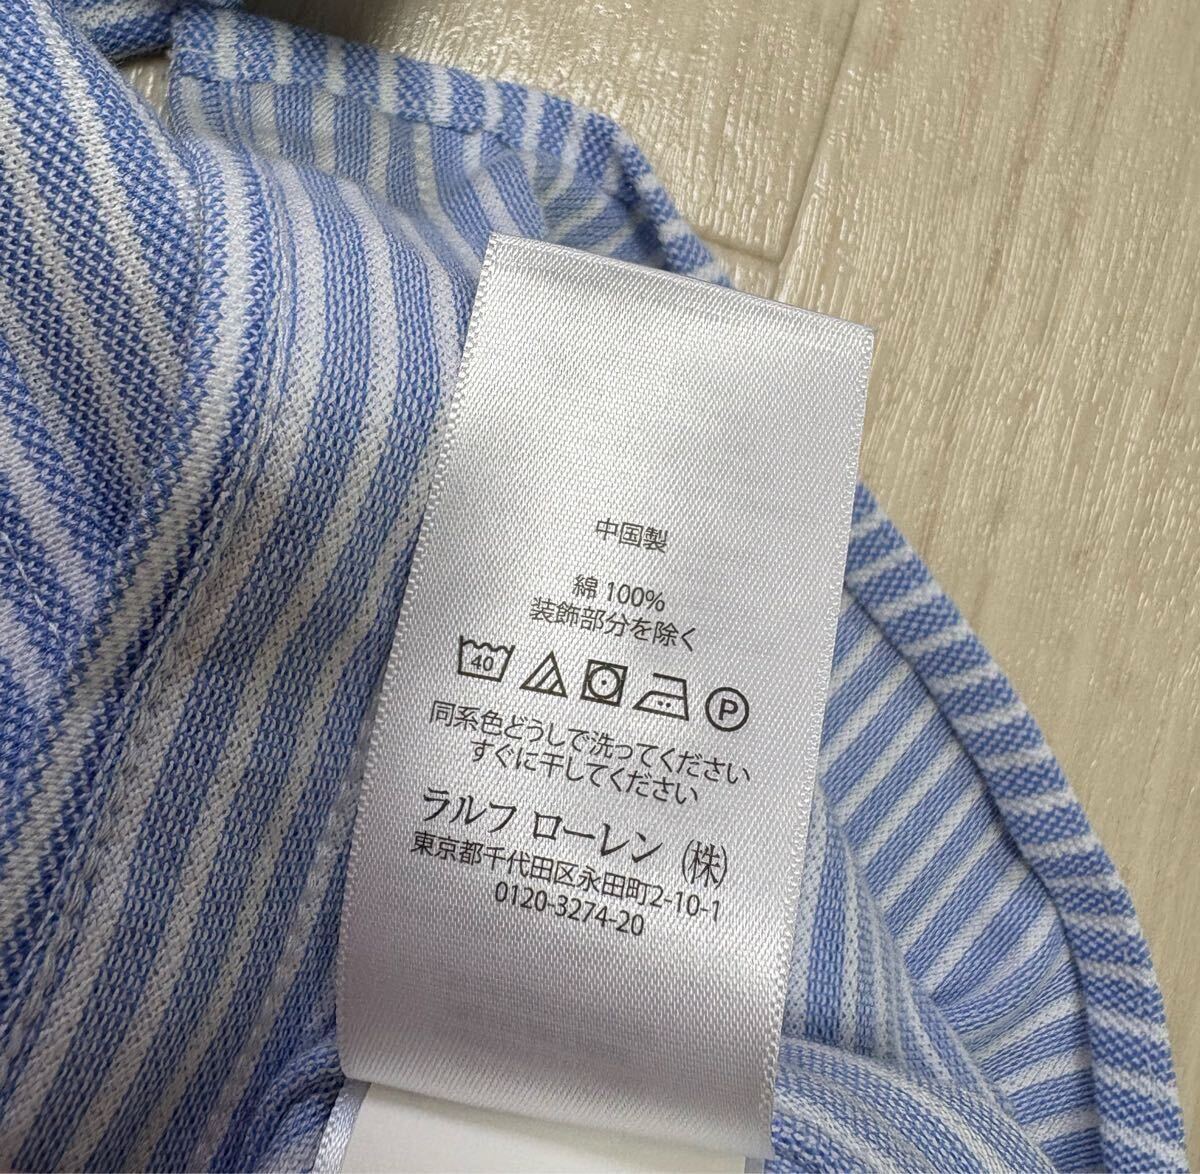 中国製
綿 100%
装飾部分を除く
40 P
同系色どうしで洗ってください
すぐに干してください
ラルフ ローレン (株)
東京都千代田区永田町2-10-1
0120-3274-20